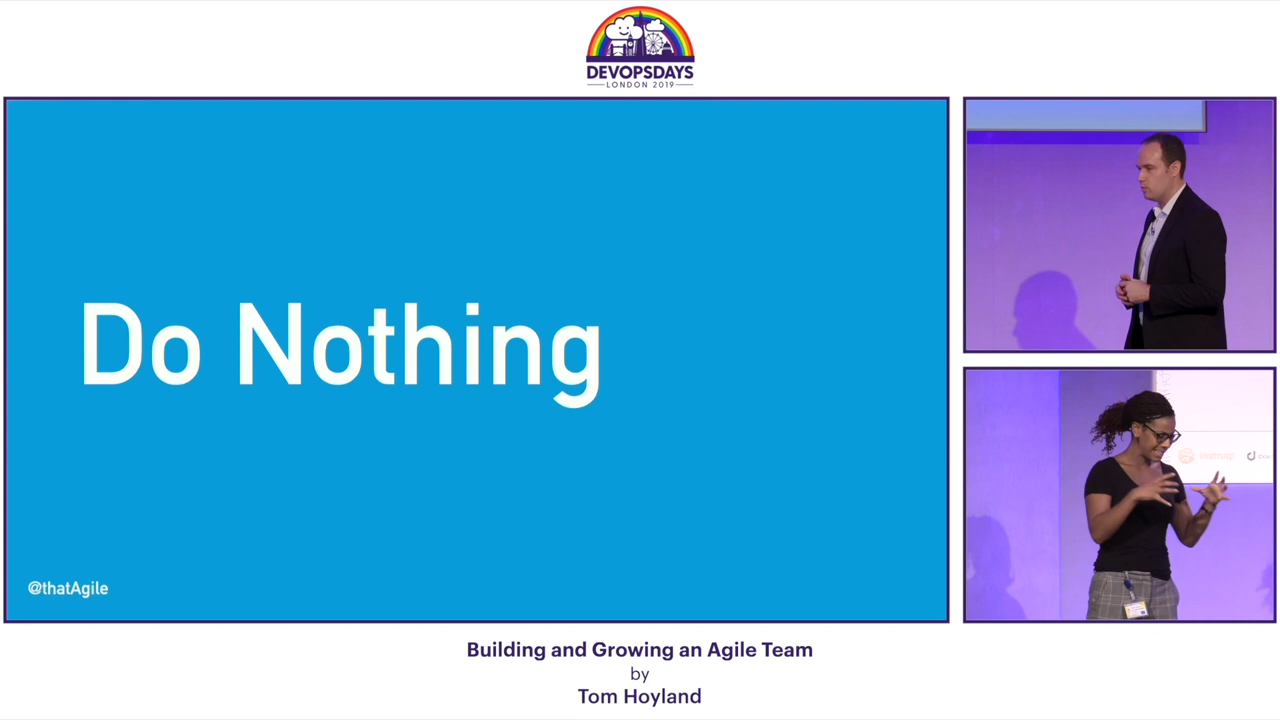 DEVOPSDAYS
LONDON 2019
Do Nothing
@thatAgile
Building and Growing an Agile Team
by
Tom Hoyland